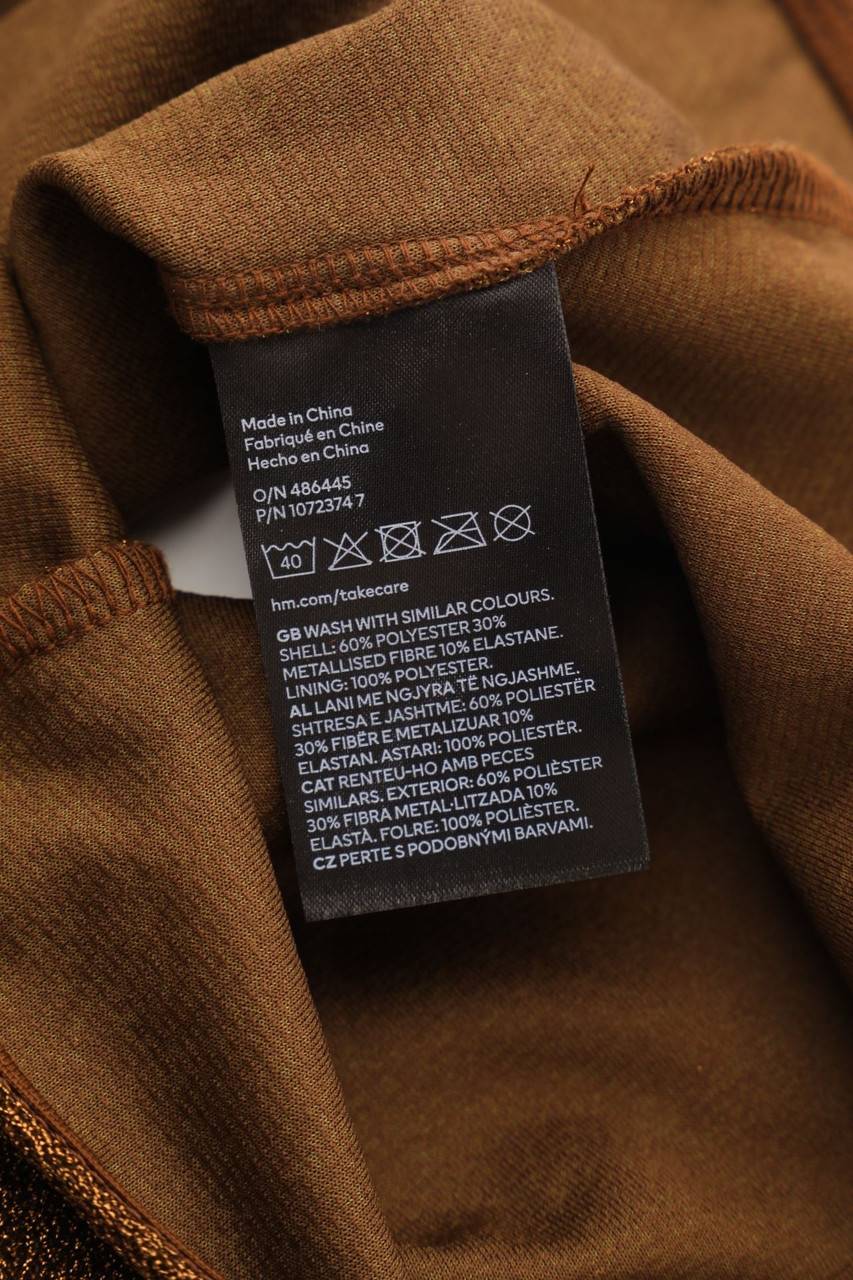 Made in China
Fabriqué en Chine
Hecho en China
O/N 486445
P/N 1072374 7
40
hm.com/takecare
GB WASH WITH SIMILAR COLOURS.
SHELL: 60% POLYESTER 30%
METALLISED FIBRE 10% ELASTANE.
LINING: 100% POLYESTER.
AL LANI ME NGJYRA TË NGJASHME.
SHTRESA E JASHTME: 60% POLIESTËR
30% FIBËR E METALIZUAR 10%
ELASTAN. ASTARI: 100% POLIESTËR.
CAT RENTEU-HO AMB PECES
SIMILARS. EXTERIOR: 60% POLIÈSTER
30% FIBRA METAL·LITZADA 10%
ELASTÀ. FOLRE: 100% POLIÈSTER.
CZ PERTE S PODOBNÝMI BARVAMI.